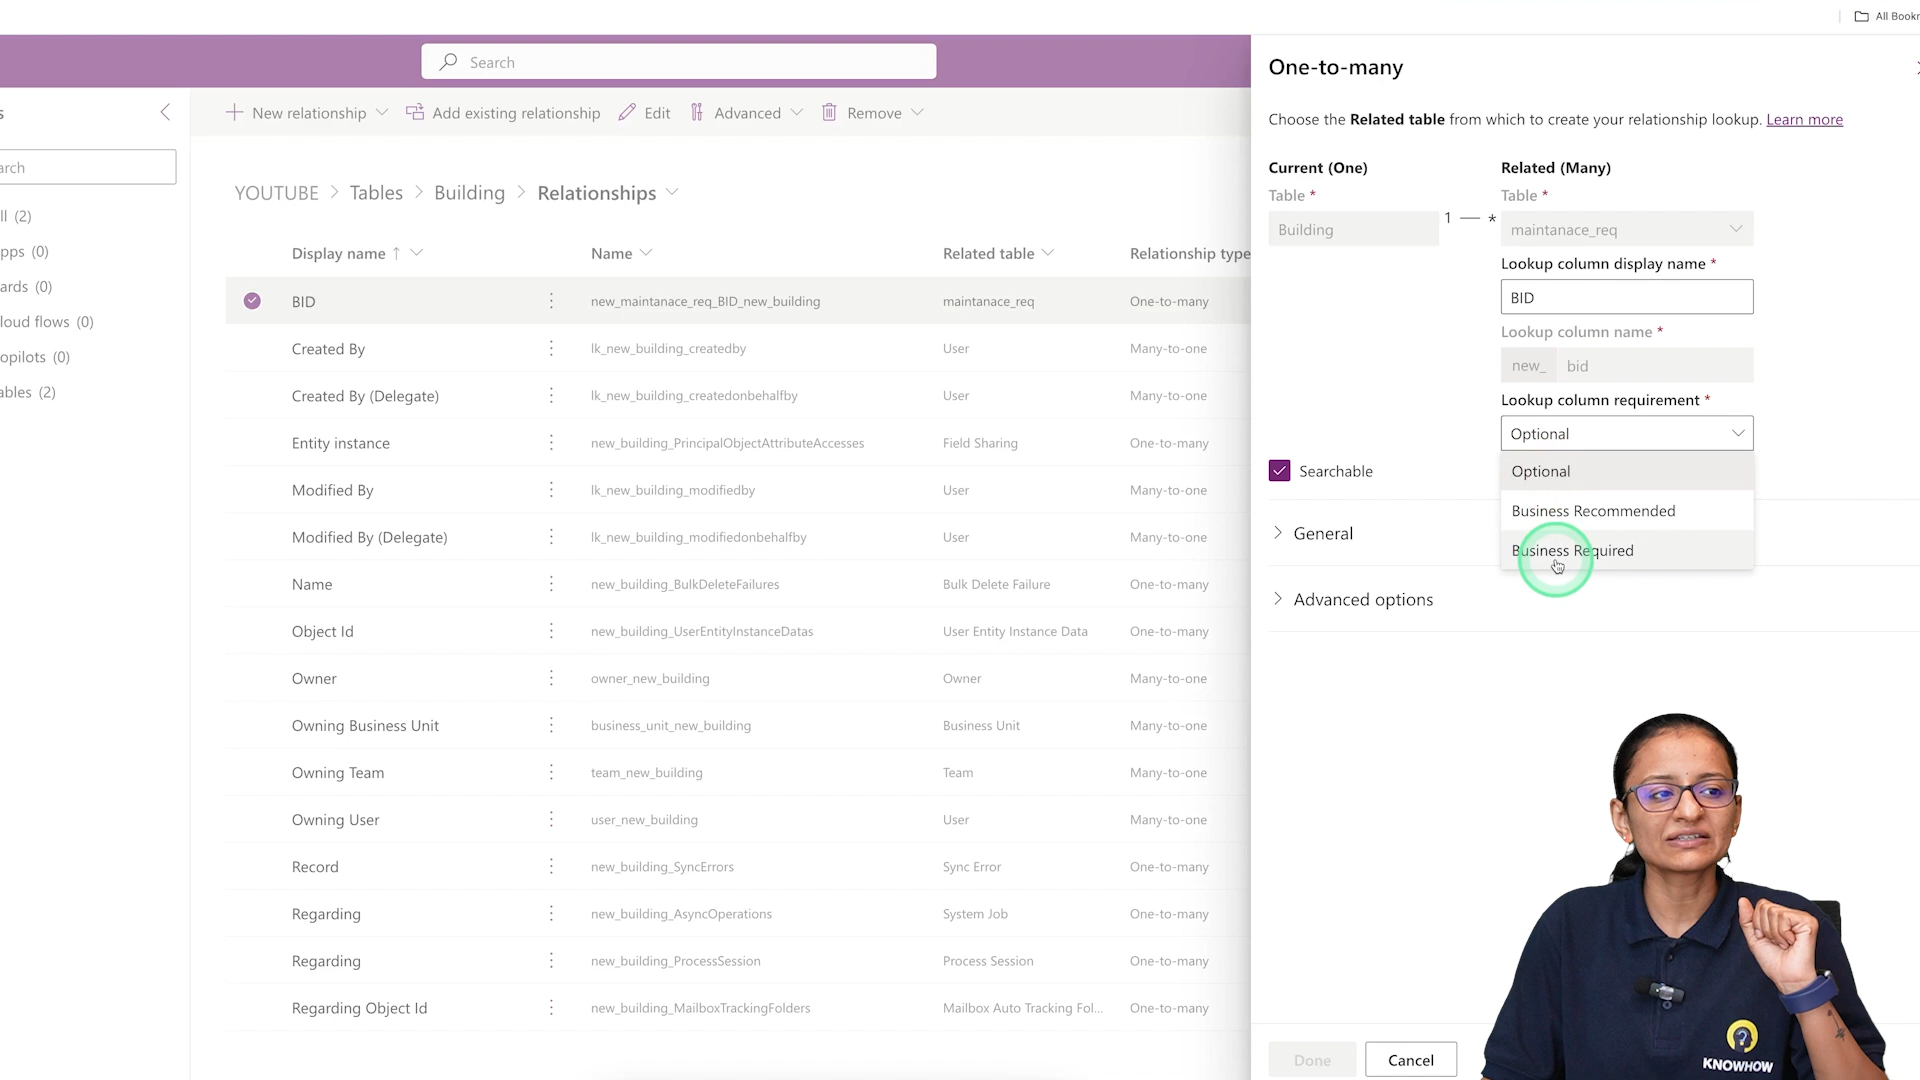 All Bookr
Search
One-to-many
s
New relationship
Add existing relationship
Edit
Advanced
Remove
Choose the Related table from which to create your relationship lookup. Learn more
arch
Current (One)
Related (Many)
YOUTUBE > Tables > Building > Relationships
Table *
Table *
Building
1 — *
maintanace_req
ll (2)
pps (0)
ards (0)
loud flows (0)
opilots (0)
ables (2)
Display name ↑
Name
Related table
Relationship type
Lookup column display name *
BID
new_maintanace_req_BID_new_building
maintanace_req
One-to-many
BID
Lookup column name *
Created By
lk_new_building_createdby
User
Many-to-one
new_
bid
Created By (Delegate)
lk_new_building_createdonbehalfby
User
Many-to-one
Lookup column requirement *
Entity instance
new_building_PrincipalObjectAttributeAccesses
Field Sharing
One-to-many
Optional
Searchable
Optional
Business Recommended
Business Required
Modified By
lk_new_building_modifiedby
User
Many-to-one
General
Modified By (Delegate)
lk_new_building_modifiedonbehalfby
User
Many-to-one
Name
new_building_BulkDeleteFailures
Bulk Delete Failure
One-to-many
Advanced options
Object Id
new_building_UserEntityInstanceDatas
User Entity Instance Data
One-to-many
Owner
owner_new_building
Owner
Many-to-one
Owning Business Unit
business_unit_new_building
Business Unit
Many-to-one
Owning Team
team_new_building
Team
Many-to-one
Owning User
user_new_building
User
Many-to-one
Record
new_building_SyncErrors
Sync Error
One-to-many
Regarding
new_building_AsyncOperations
System Job
One-to-many
Regarding
new_building_ProcessSession
Process Session
One-to-many
Regarding Object Id
new_building_MailboxTrackingFolders
Mailbox Auto Tracking Fol...
One-to-many
Done
Cancel
KNOWHOW